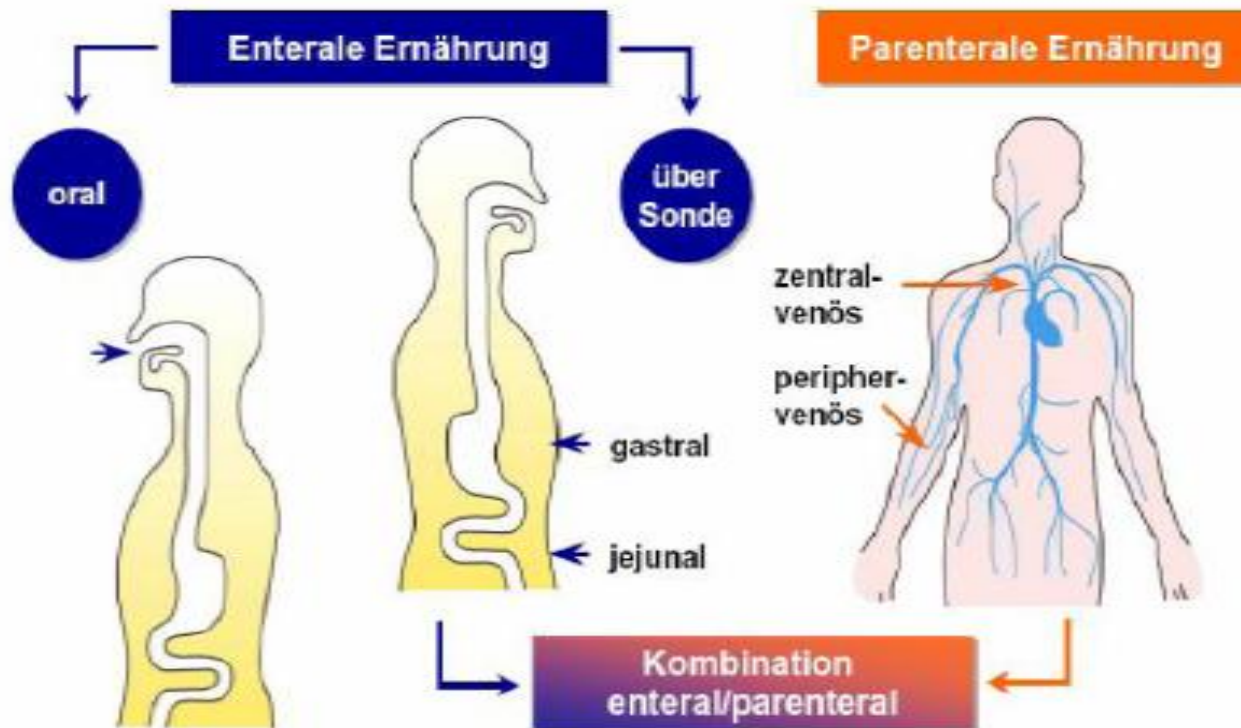 Enterale Ernährung
Parenterale Ernährung
oral
über
Sonde
zentral-
venös
peripher-
venös
gastral
jejunal
Kombination
enteral/parenteral